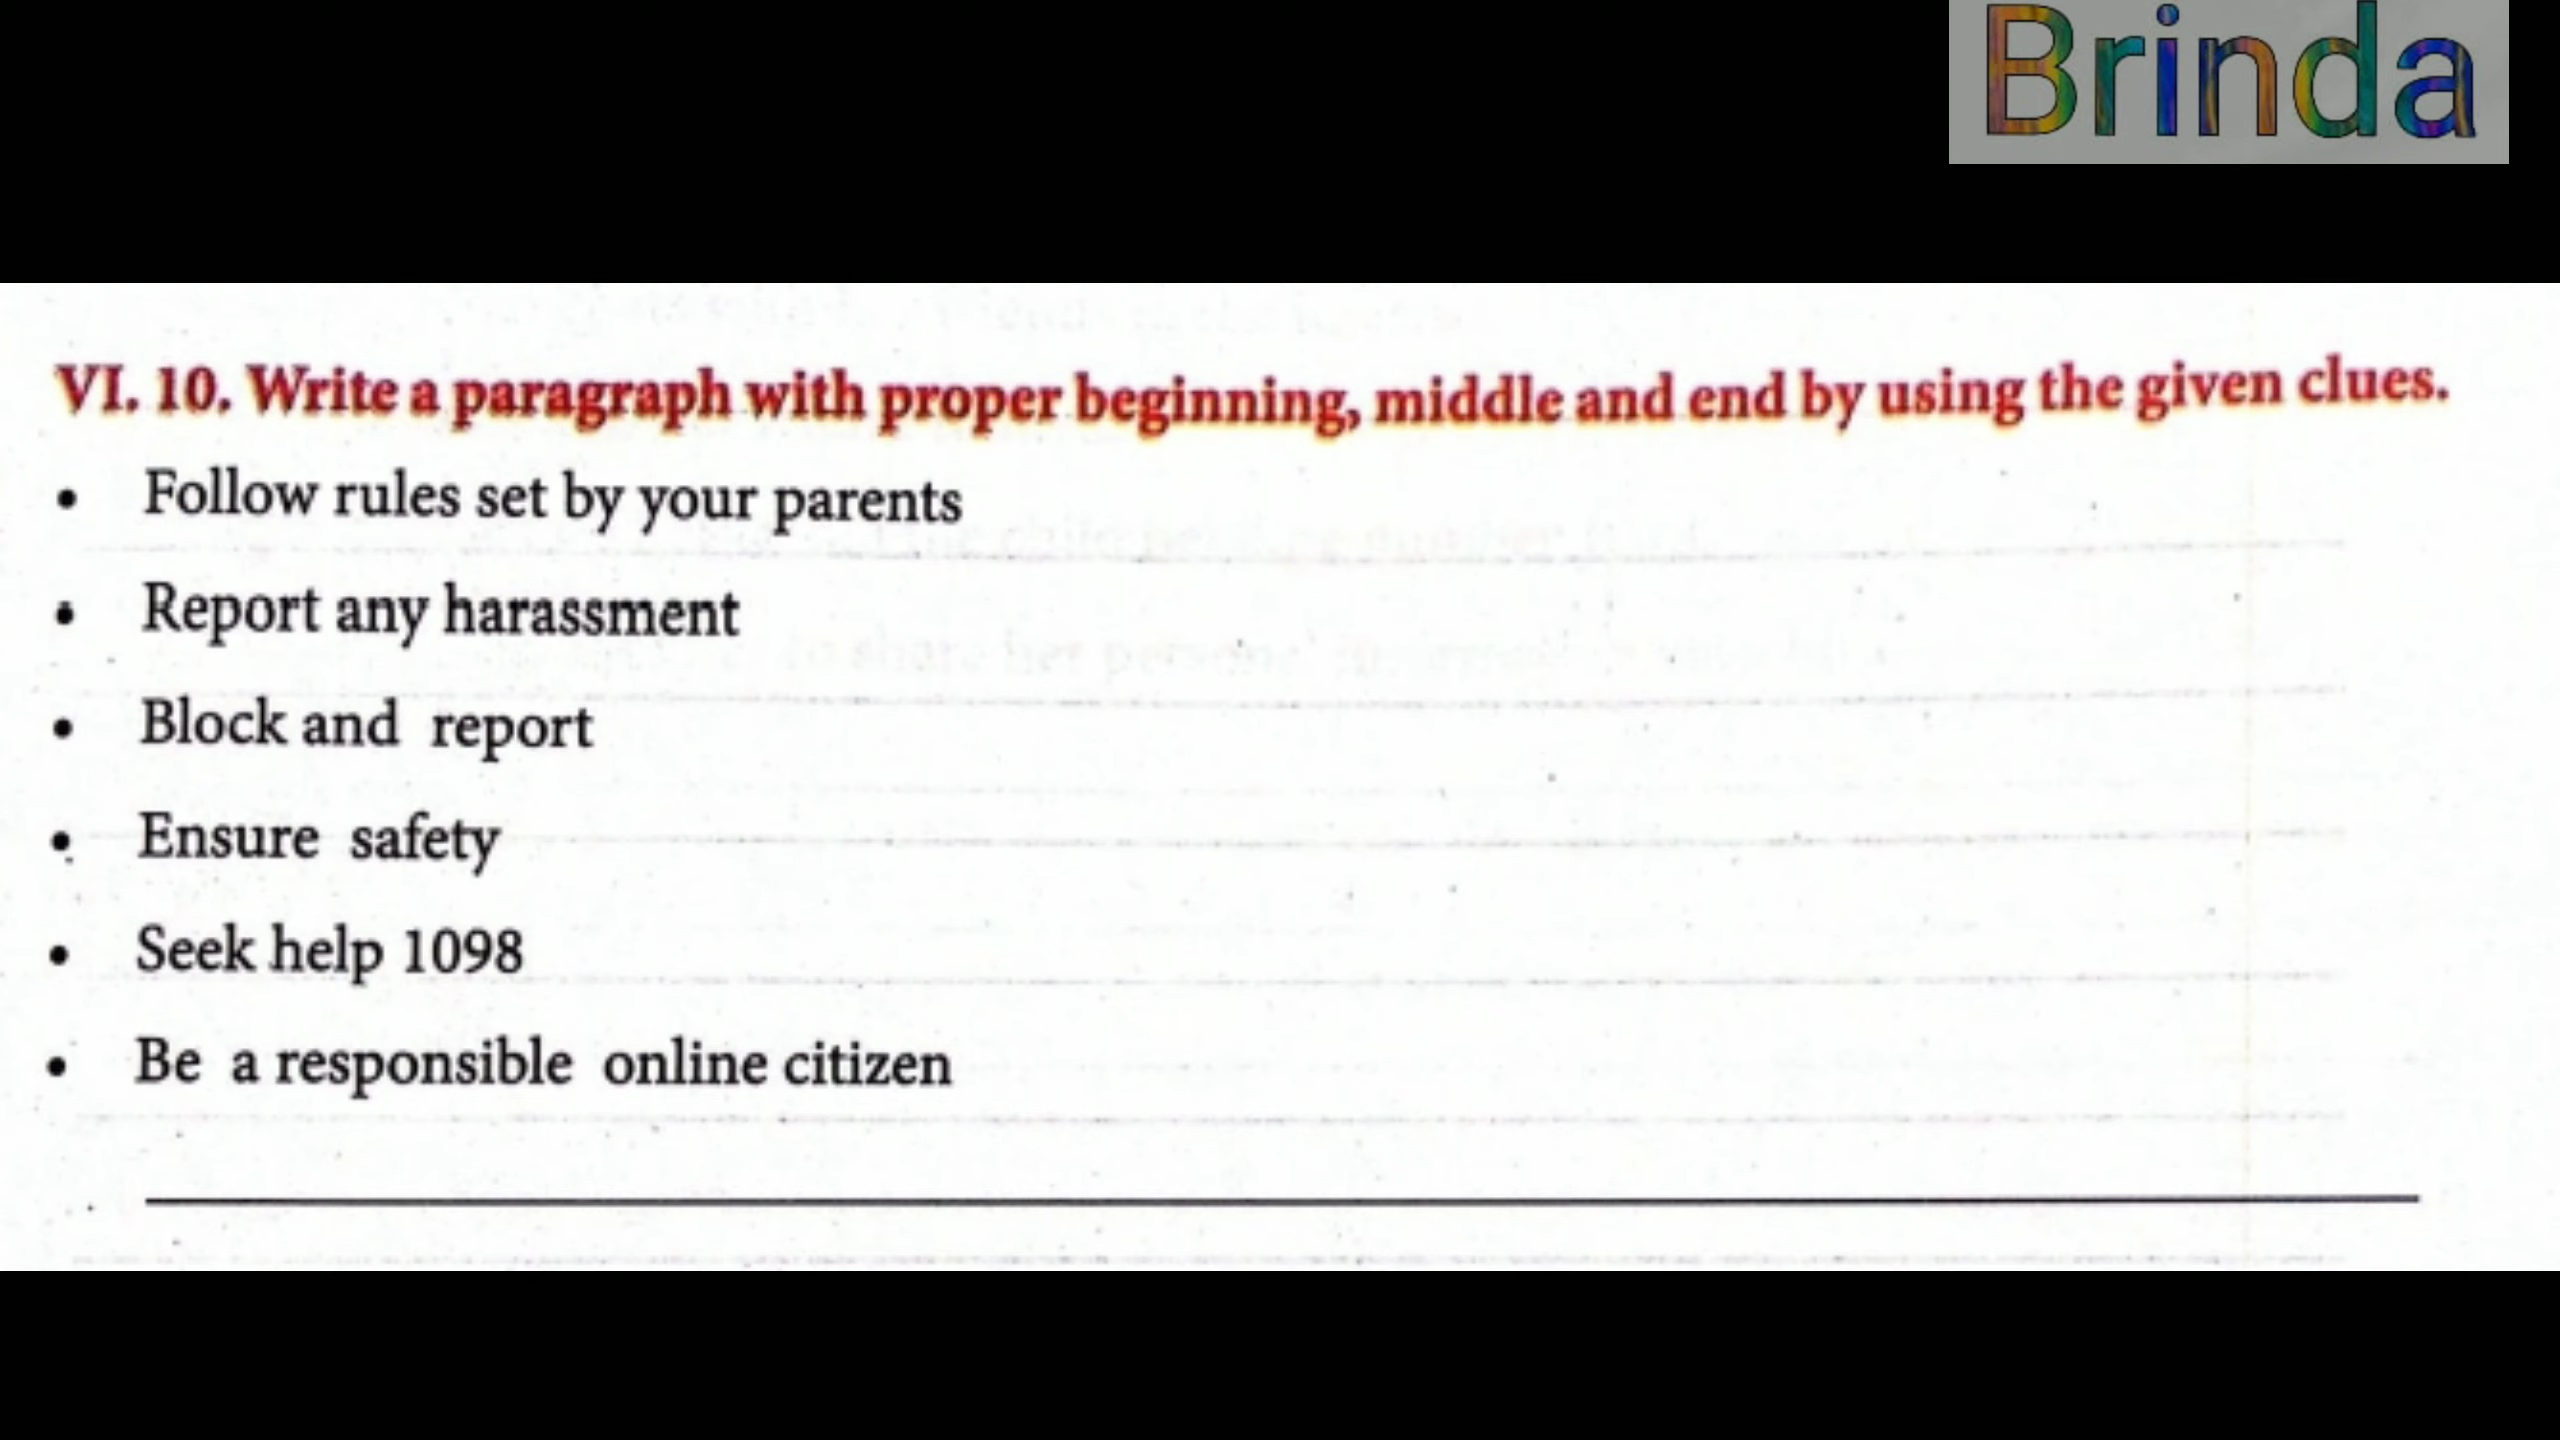 Brinda
VI. 10. Write a paragraph with proper beginning, middle and end by using the given clues.
• Follow rules set by your parents
• Report any harassment
• Block and report
• Ensure safety
• Seek help 1098
• Be a responsible online citizen